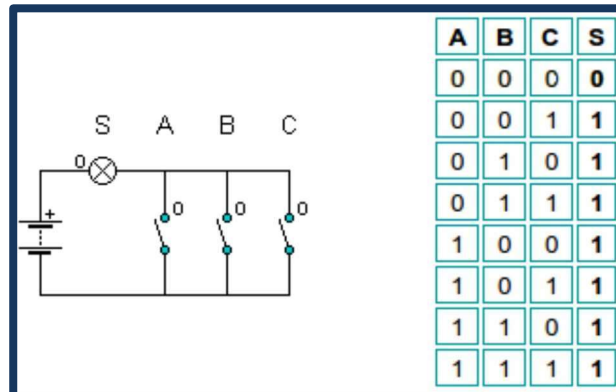 S A B C
0
+
0 0 0
A B C S
0 0 0 0
0 0 1 1
0 1 0 1
0 1 1 1
1 0 0 1
1 0 1 1
1 1 0 1
1 1 1 1